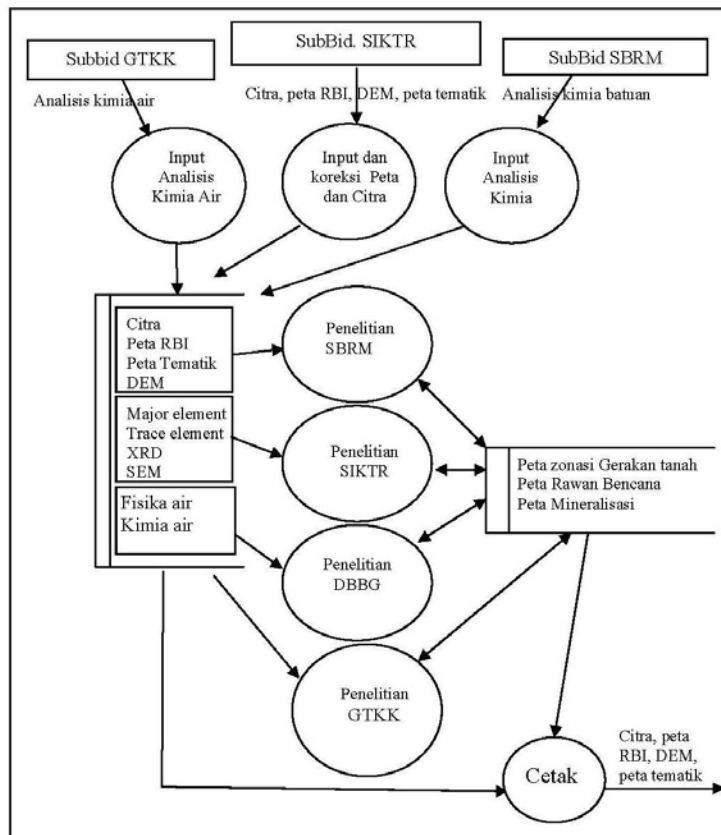 Subbid GTKK
SubBid. SIKTR
SubBid SBRM
Analisis kimia air
Citra, peta RBI, DEM, peta tematik
Analisis kimia batuan
Input
Analisis
Kimia Air
Input dan
koreksi Peta
dan Citra
Input
Analisis
Kimia
Citra
Peta RBI
Peta Tematik
DEM
Major element
Trace element
XRD
SEM
Fisika air
Kimia air
Penelitian
SBRM
Penelitian
SIKTR
Penelitian
DBBG
Penelitian
GTKK
Peta zonasi Gerakan tanah
Peta Rawan Bencana
Peta Mineralisasi
Cetak
Citra, peta
RBI, DEM,
peta tematik